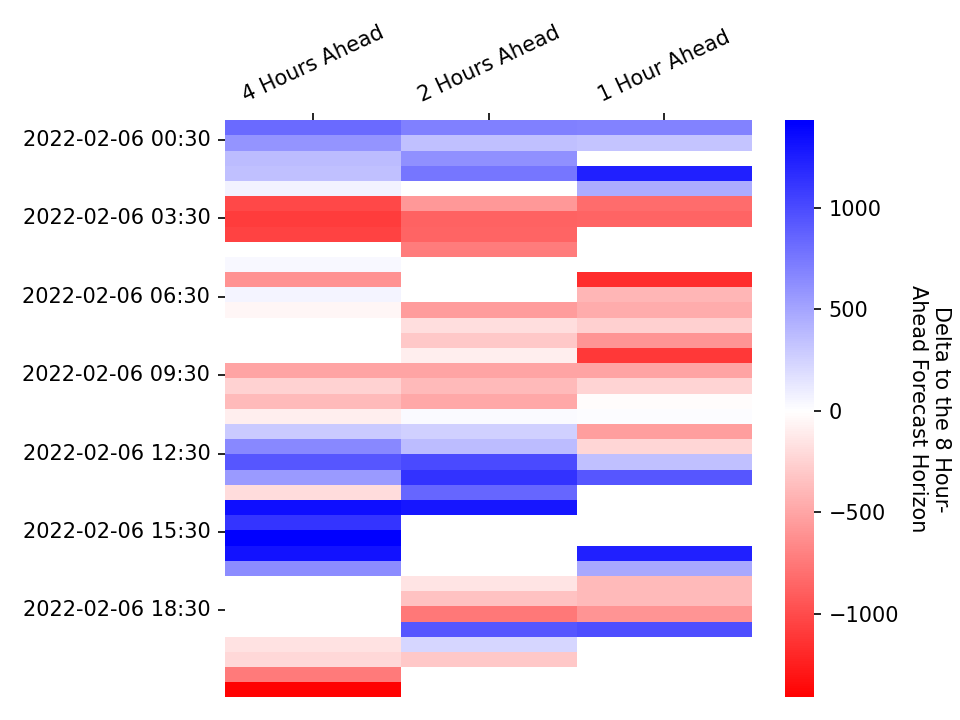 4 Hours Ahead
2 Hours Ahead
1 Hour Ahead
2022-02-06 00:30
2022-02-06 03:30
2022-02-06 06:30
2022-02-06 09:30
2022-02-06 12:30
2022-02-06 15:30
2022-02-06 18:30
1000
500
0
−500
−1000
Delta to the 8 Hour-
Ahead Forecast Horizon